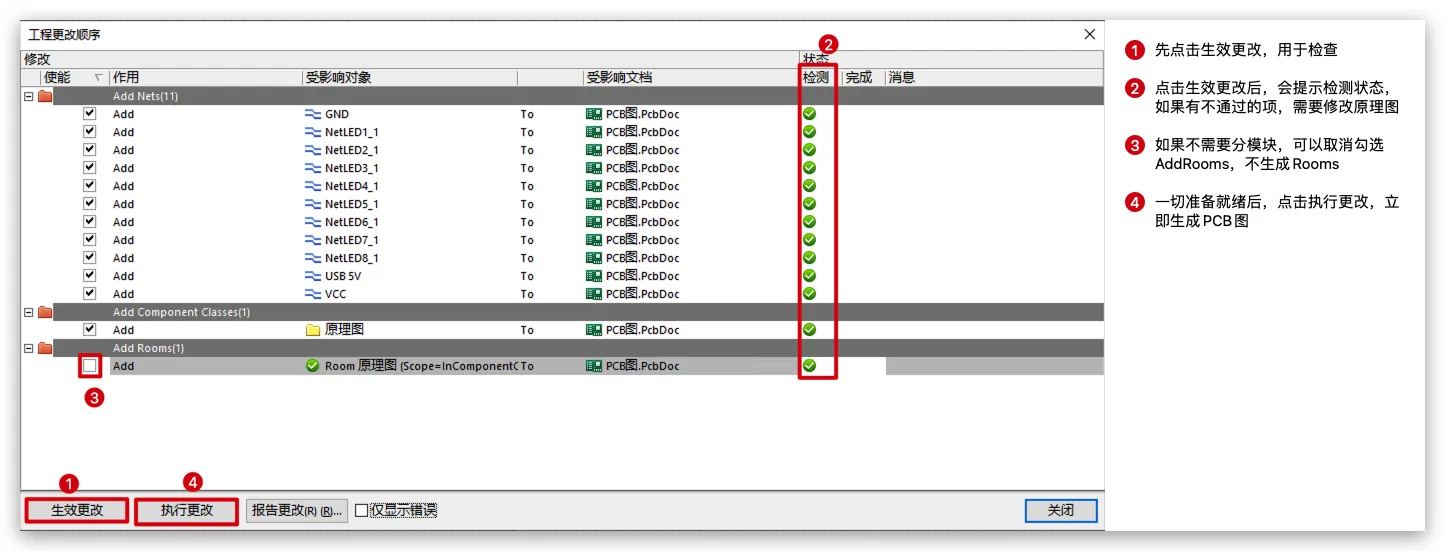 工程更改顺序
修改 状态
使能 作用 受影响对象 受影响文档 检测 完成 消息
Add Nets(11)
Add GND To PCB图.PcbDoc
Add NetLED1_1 To PCB图.PcbDoc
Add NetLED2_1 To PCB图.PcbDoc
Add NetLED3_1 To PCB图.PcbDoc
Add NetLED4_1 To PCB图.PcbDoc
Add NetLED5_1 To PCB图.PcbDoc
Add NetLED6_1 To PCB图.PcbDoc
Add NetLED7_1 To PCB图.PcbDoc
Add NetLED8_1 To PCB图.PcbDoc
Add USB 5V To PCB图.PcbDoc
Add VCC To PCB图.PcbDoc
Add Component Classes(1)
Add 原理图 To PCB图.PcbDoc
Add Rooms(1)
Add Room 原理图 (Scope=InComponentC To PCB图.PcbDoc
2
3
1
4
生效更改 执行更改 报告更改(R) (R)... 仅显示错误 关闭
1 先点击生效更改，用于检查
2 点击生效更改后，会提示检测状态，
如果有不通过的项，需要修改原理图
3 如果不需要分模块，可以取消勾选
AddRooms，不生成 Rooms
4 一切准备就绪后，点击执行更改，立
即生成 PCB 图